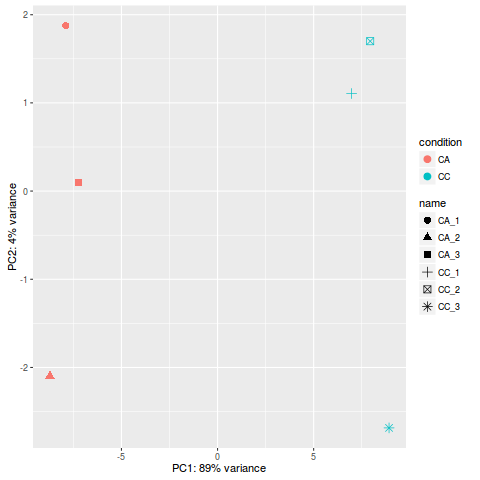 2
1
0
-1
-2
-5
0
5
PC1: 89% variance
PC2: 4% variance
condition
CA
CC
name
CA_1
CA_2
CA_3
CC_1
CC_2
CC_3